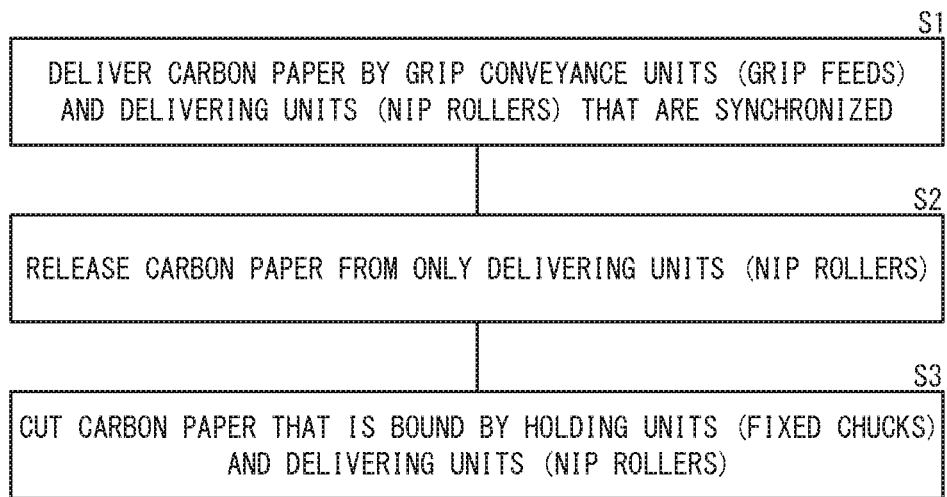 S1
DELIVER CARBON PAPER BY GRIP CONVEYANCE UNITS (GRIP FEEDS)
AND DELIVERING UNITS (NIP ROLLERS) THAT ARE SYNCHRONIZED
S2
RELEASE CARBON PAPER FROM ONLY DELIVERING UNITS (NIP ROLLERS)
S3
CUT CARBON PAPER THAT IS BOUND BY HOLDING UNITS (FIXED CHUCKS)
AND DELIVERING UNITS (NIP ROLLERS)